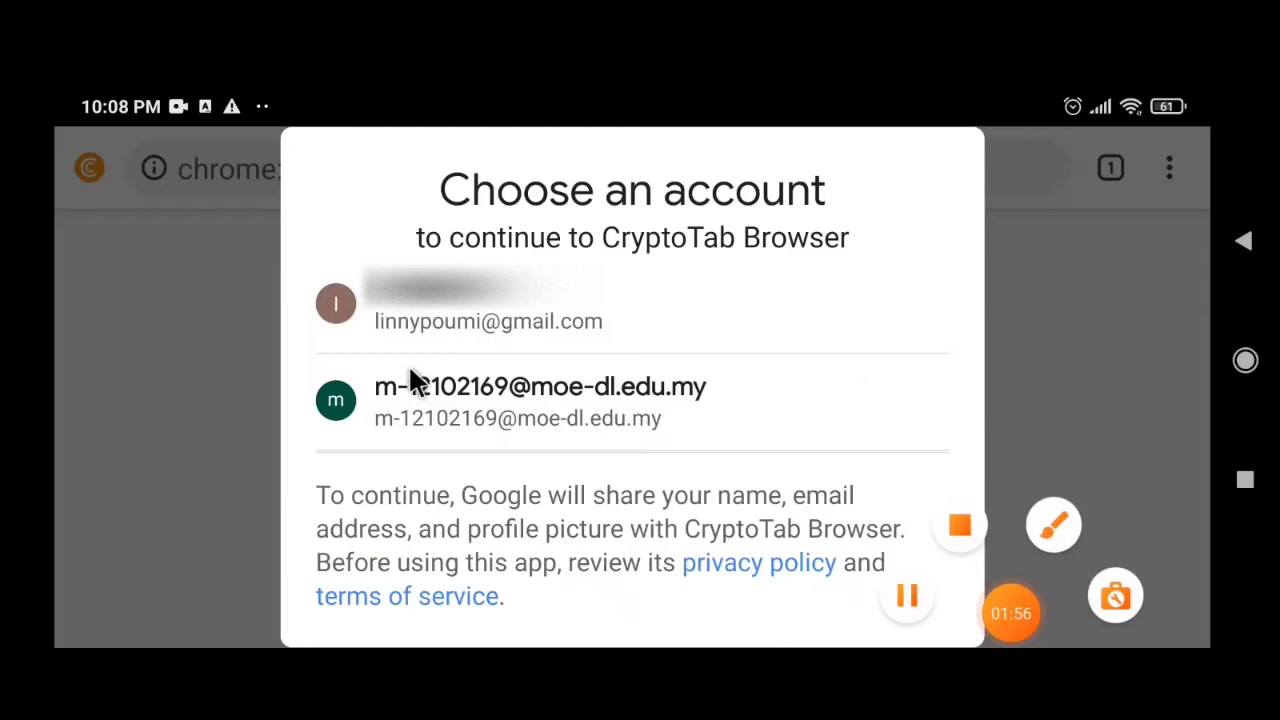 10:08 PM
61
chrome:
1
Choose an account
to continue to CryptoTab Browser
l
linnypoumi@gmail.com
m
m-12102169@moe-dl.edu.my
m-12102169@moe-dl.edu.my
To continue, Google will share your name, email
address, and profile picture with CryptoTab Browser.
Before using this app, review its privacy policy and
terms of service.
01:56